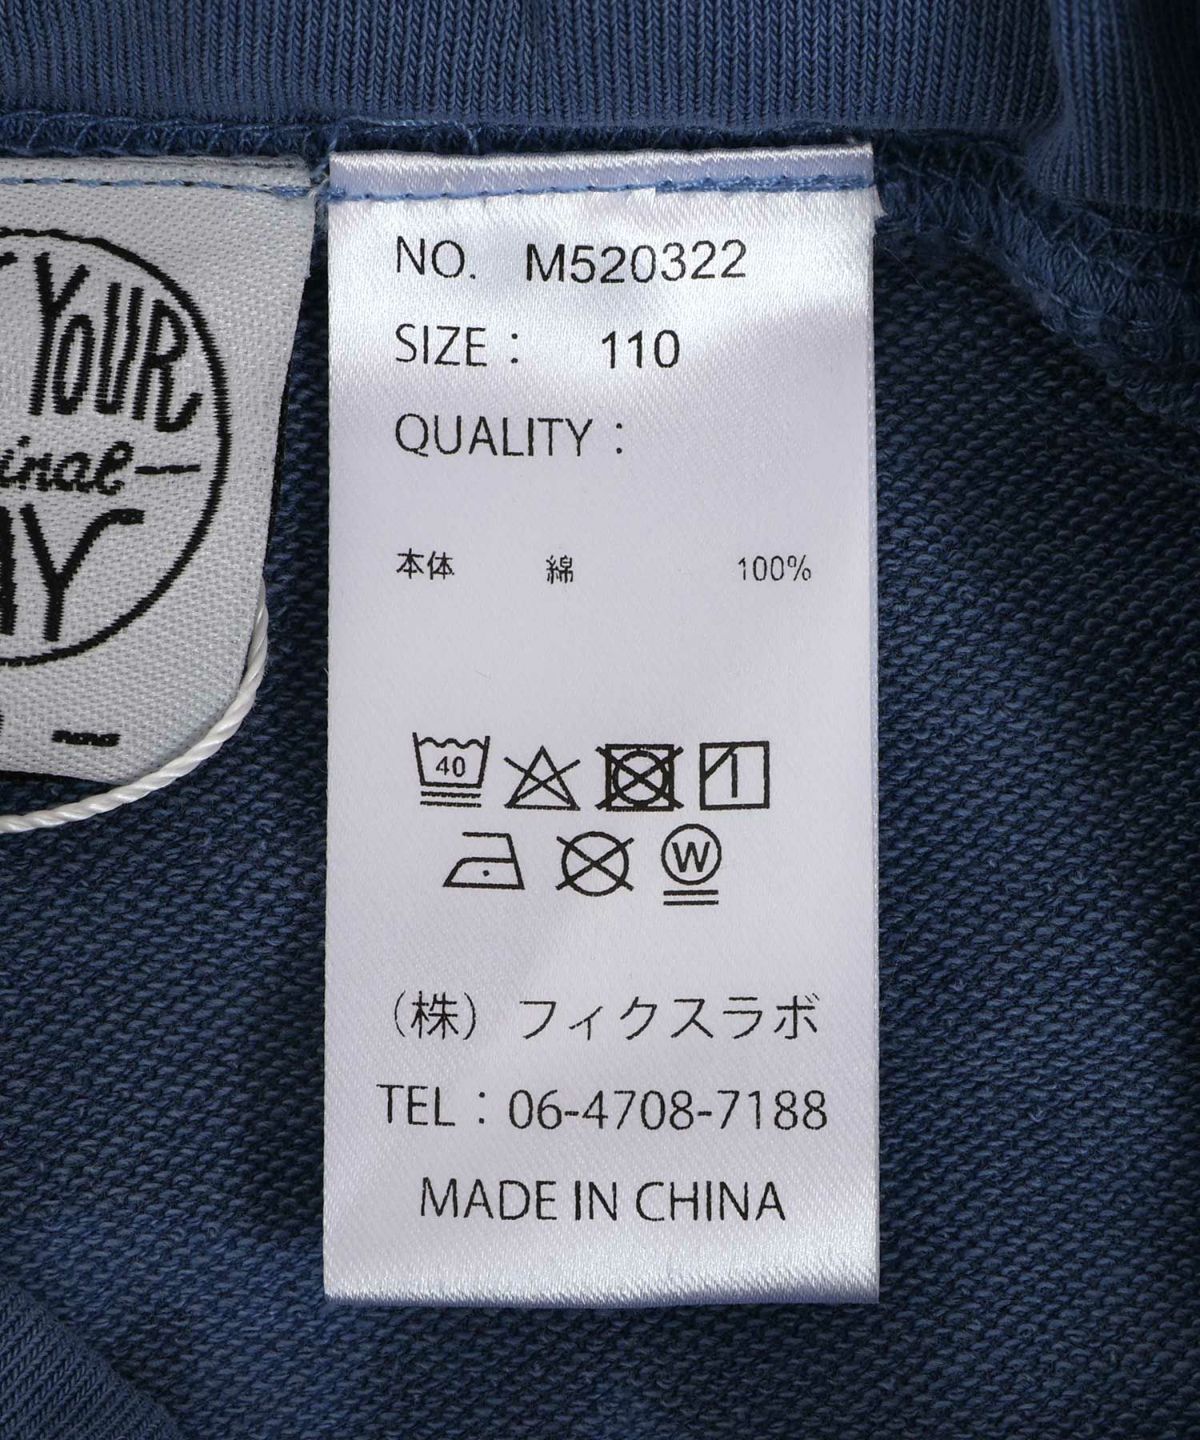 YOUR
NO. M520322
SIZE : 110
QUALITY :
本体 綿 100%
40
W
(株) フィクスラボ
TEL : 06-4708-7188
MADE IN CHINA